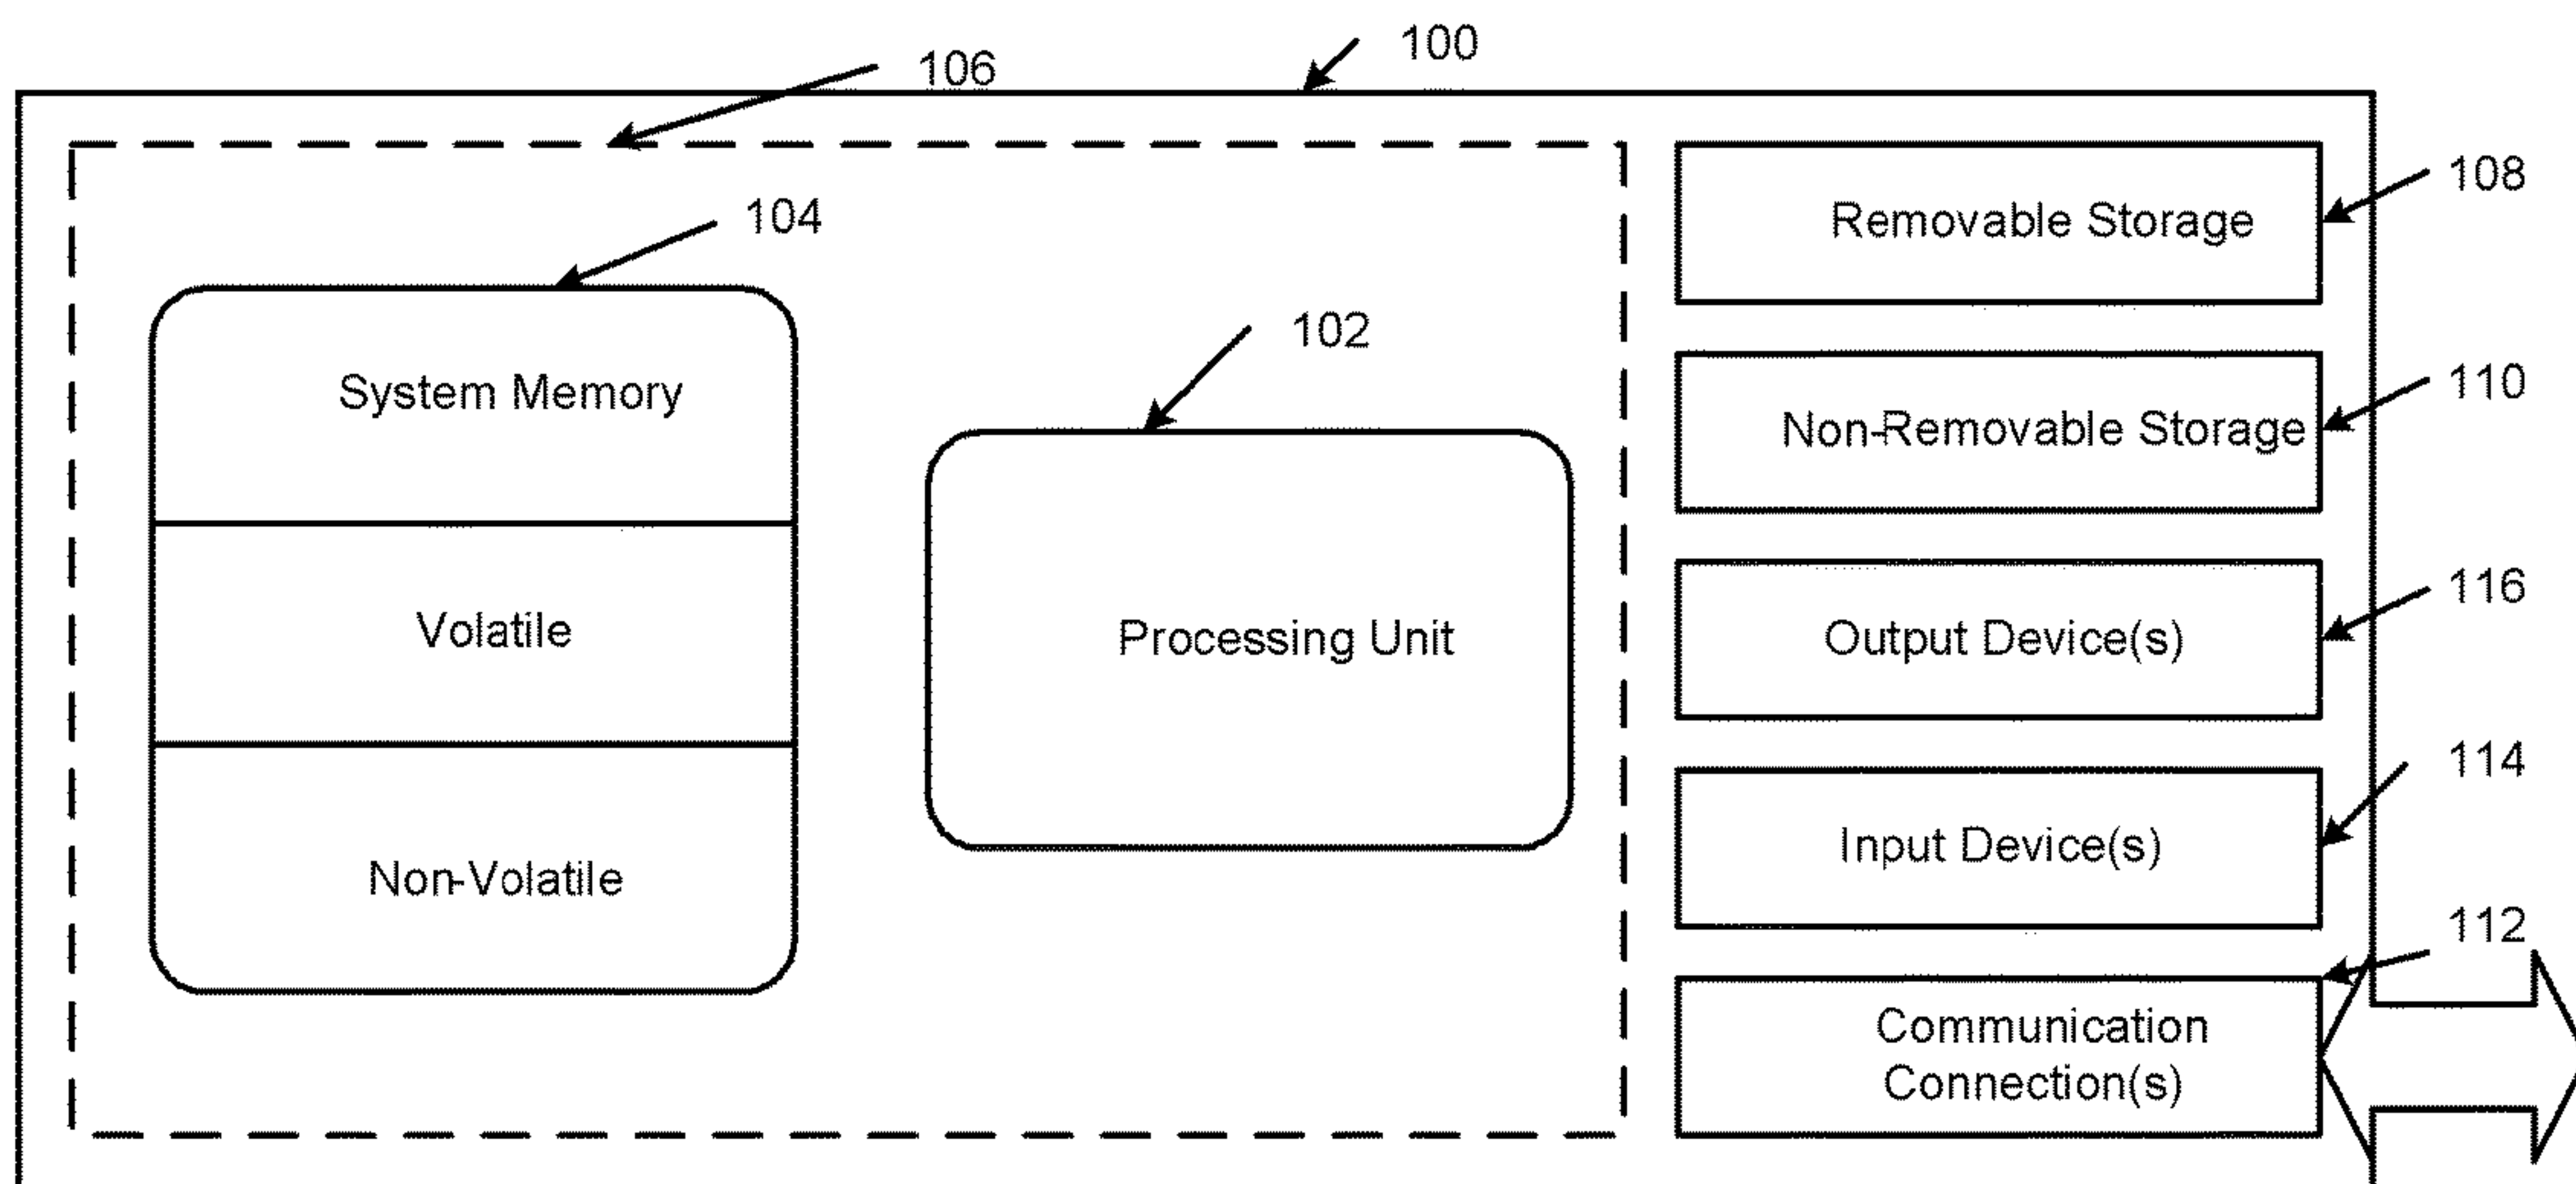 100
106
108
104
Removable Storage
102
110
System Memory
Non-Removable Storage
116
Volatile
Processing Unit
Output Device(s)
114
Input Device(s)
Non-Volatile
112
Communication
Connection(s)